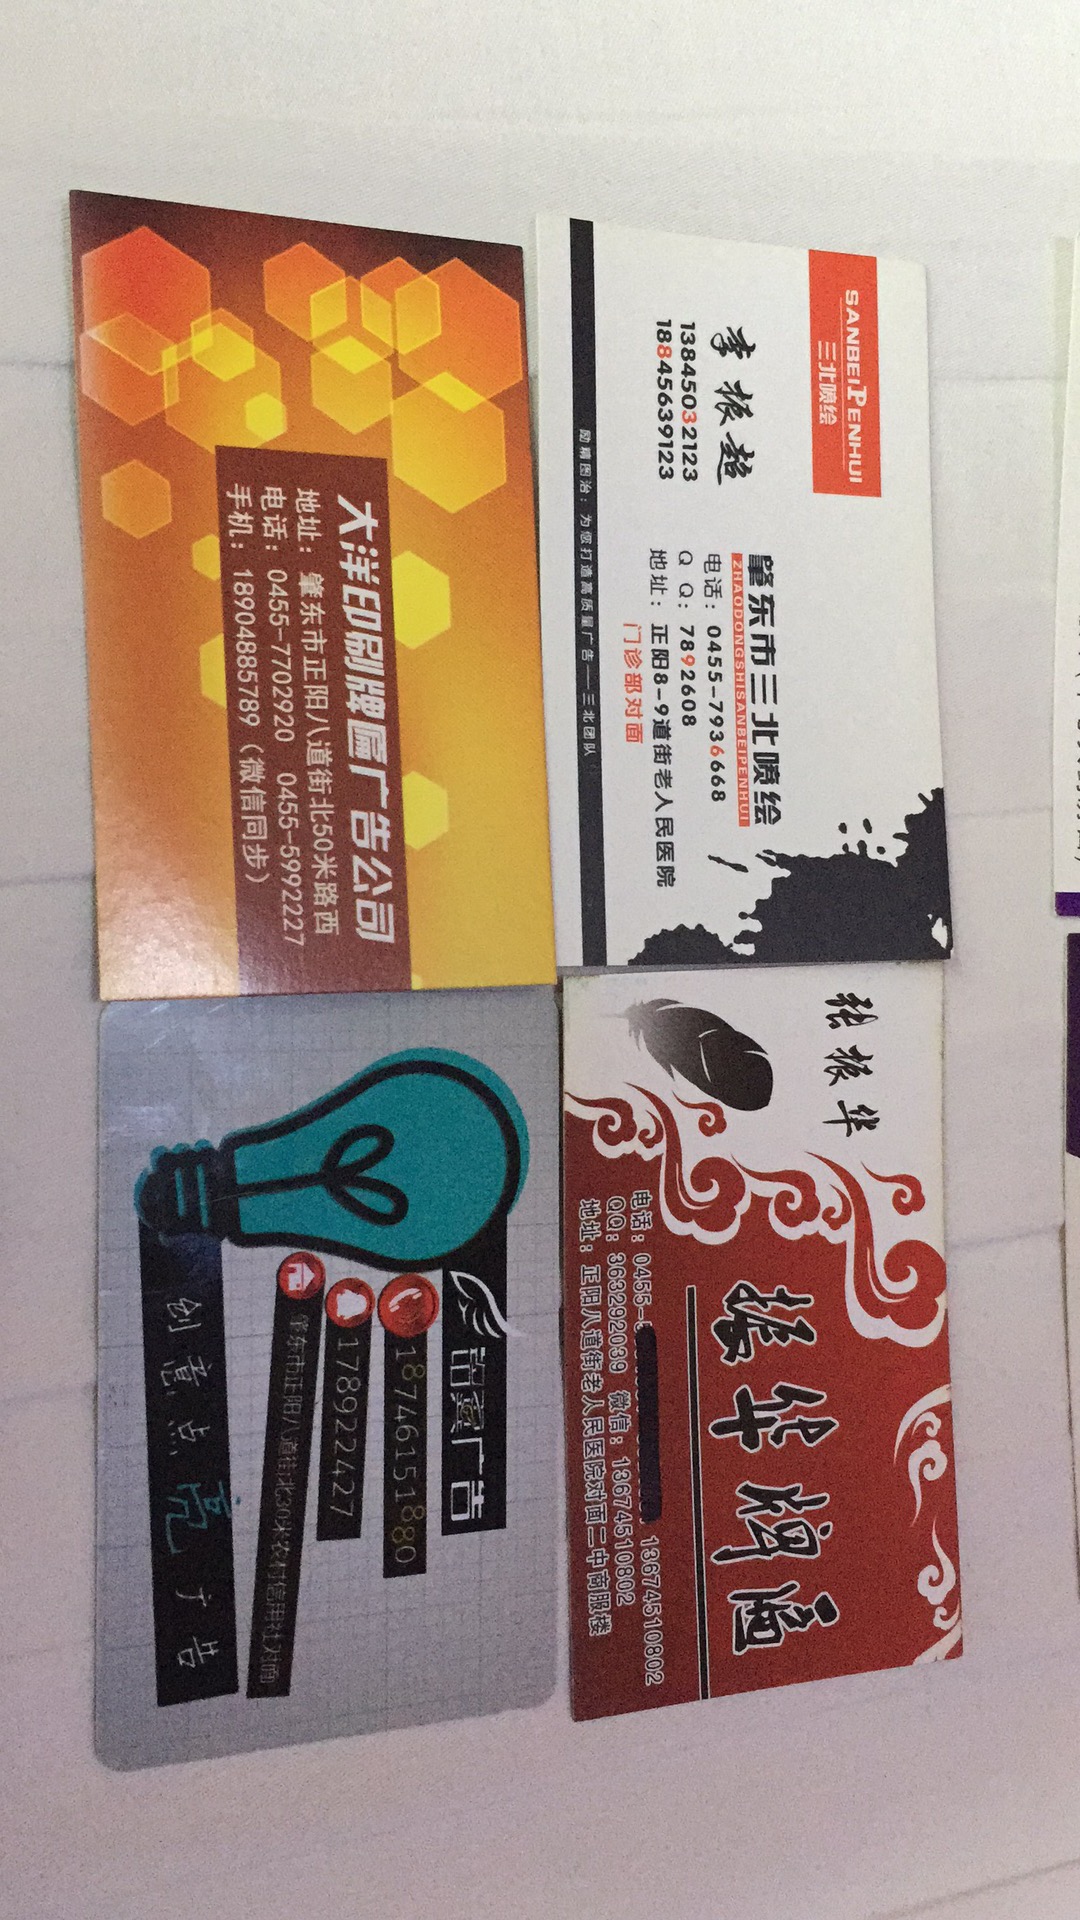 SANBEIPENHUI
三北喷绘
李振超
13845032123
18845639123
肇东市三北喷绘
ZHAODONGSHISANBEIPENHUI
电话：0455-7936668
Q Q：7892608
地址：正阳8-9道街老人民医院
门诊部对面
励精图治：为您打造高质量广告——三北团队
张振华
振华牌匾
电话：0455-5 13674510802
QQ：363292039 微信：13674510802
地址：正阳八道街老人民医院对面二中商服楼
大洋印刷牌匾广告公司
地址：肇东市正阳八道街北50米路西
电话：0455-7702920 0455-5992227
手机：18904885789（微信同步）
广告
18746151880
178922427
肇东市正阳八道街北30米农村信用社对面
创意点亮广告